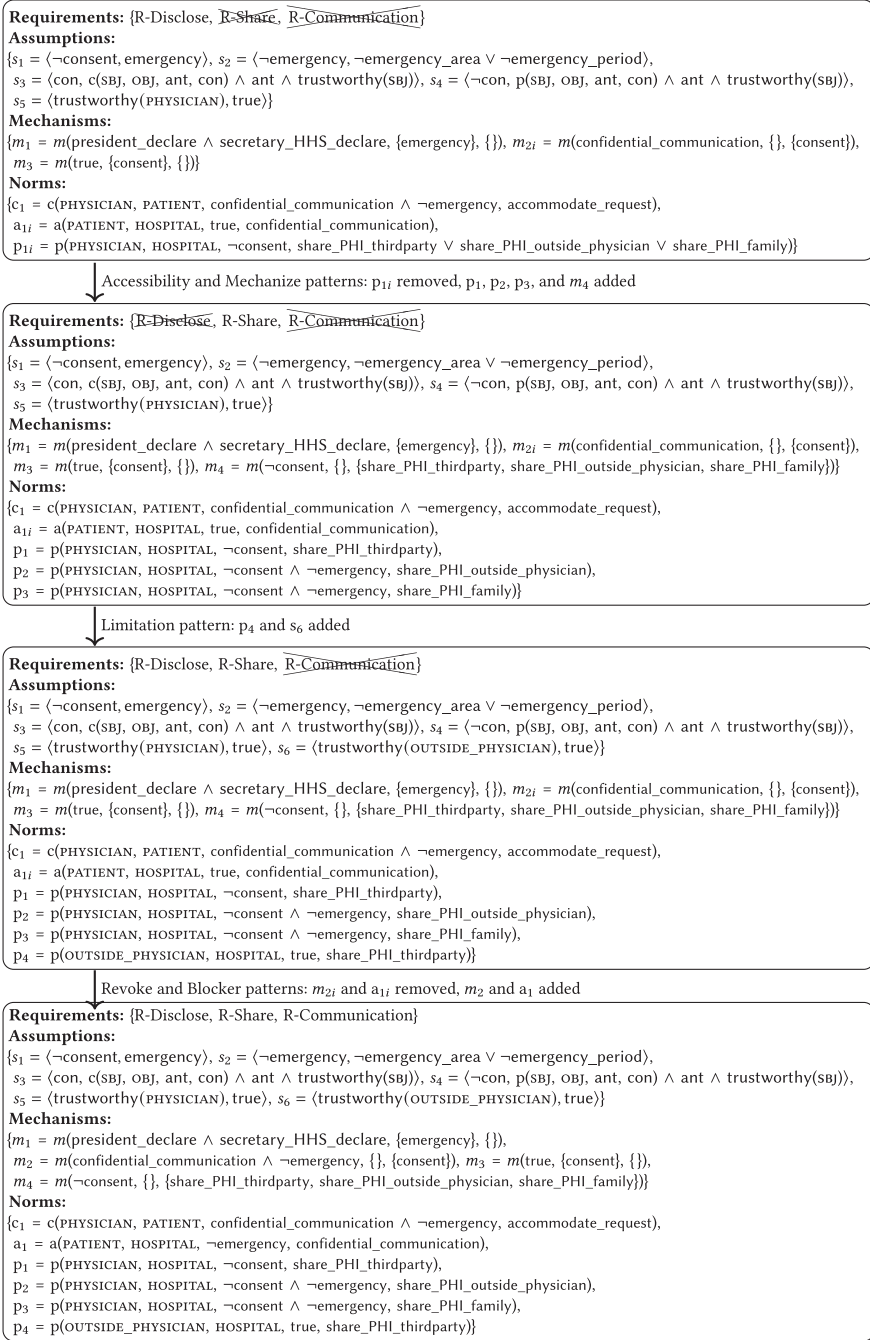 Requirements: {R-Disclose, R-Share, R-Communication}
Assumptions:
{s₁ = ⟨¬consent, emergency⟩, s₂ = ⟨¬emergency, ¬emergency_area ∨ ¬emergency_period⟩,
s₃ = ⟨con, c(SBJ, OBJ, ant, con) ∧ ant ∧ trustworthy(SBJ)⟩, s₄ = ⟨¬con, p(SBJ, OBJ, ant, con) ∧ ant ∧ trustworthy(SBJ)⟩,
s₅ = ⟨trustworthy(PHYSICIAN), true⟩}
Mechanisms:
{m₁ = m(president_declare ∧ secretary_HHS_declare, {emergency}, {}), m₂ᵢ = m(confidential_communication, {}, {consent}),
m₃ = m(true, {consent}, {})}
Norms:
{c₁ = c(PHYSICIAN, PATIENT, confidential_communication ∧ ¬emergency, accommodate_request),
a₁ᵢ = a(PATIENT, HOSPITAL, true, confidential_communication),
p₁ᵢ = p(PHYSICIAN, HOSPITAL, ¬consent, share_PHI_thirdparty ∨ share_PHI_outside_physician ∨ share_PHI_family)}
Accessibility and Mechanize patterns: p₁ᵢ removed, p₁, p₂, p₃, and m₄ added
Requirements: {R-Disclose, R-Share, R-Communication}
Assumptions:
{s₁ = ⟨¬consent, emergency⟩, s₂ = ⟨¬emergency, ¬emergency_area ∨ ¬emergency_period⟩,
s₃ = ⟨con, c(SBJ, OBJ, ant, con) ∧ ant ∧ trustworthy(SBJ)⟩, s₄ = ⟨¬con, p(SBJ, OBJ, ant, con) ∧ ant ∧ trustworthy(SBJ)⟩,
s₅ = ⟨trustworthy(PHYSICIAN), true⟩}
Mechanisms:
{m₁ = m(president_declare ∧ secretary_HHS_declare, {emergency}, {}), m₂ᵢ = m(confidential_communication, {}, {consent}),
m₃ = m(true, {consent}, {}), m₄ = m(¬consent, {}, {share_PHI_thirdparty, share_PHI_outside_physician, share_PHI_family})}
Norms:
{c₁ = c(PHYSICIAN, PATIENT, confidential_communication ∧ ¬emergency, accommodate_request),
a₁ᵢ = a(PATIENT, HOSPITAL, true, confidential_communication),
p₁ = p(PHYSICIAN, HOSPITAL, ¬consent, share_PHI_thirdparty),
p₂ = p(PHYSICIAN, HOSPITAL, ¬consent ∧ ¬emergency, share_PHI_outside_physician),
p₃ = p(PHYSICIAN, HOSPITAL, ¬consent ∧ ¬emergency, share_PHI_family)}
Limitation pattern: p₄ and s₆ added
Requirements: {R-Disclose, R-Share, R-Communication}
Assumptions:
{s₁ = ⟨¬consent, emergency⟩, s₂ = ⟨¬emergency, ¬emergency_area ∨ ¬emergency_period⟩,
s₃ = ⟨con, c(SBJ, OBJ, ant, con) ∧ ant ∧ trustworthy(SBJ)⟩, s₄ = ⟨¬con, p(SBJ, OBJ, ant, con) ∧ ant ∧ trustworthy(SBJ)⟩,
s₅ = ⟨trustworthy(PHYSICIAN), true⟩, s₆ = ⟨trustworthy(OUTSIDE_PHYSICIAN), true⟩}
Mechanisms:
{m₁ = m(president_declare ∧ secretary_HHS_declare, {emergency}, {}), m₂ᵢ = m(confidential_communication, {}, {consent}),
m₃ = m(true, {consent}, {}), m₄ = m(¬consent, {}, {share_PHI_thirdparty, share_PHI_outside_physician, share_PHI_family})}
Norms:
{c₁ = c(PHYSICIAN, PATIENT, confidential_communication ∧ ¬emergency, accommodate_request),
a₁ᵢ = a(PATIENT, HOSPITAL, true, confidential_communication),
p₁ = p(PHYSICIAN, HOSPITAL, ¬consent, share_PHI_thirdparty),
p₂ = p(PHYSICIAN, HOSPITAL, ¬consent ∧ ¬emergency, share_PHI_outside_physician),
p₃ = p(PHYSICIAN, HOSPITAL, ¬consent ∧ ¬emergency, share_PHI_family),
p₄ = p(OUTSIDE_PHYSICIAN, HOSPITAL, true, share_PHI_thirdparty)}
Revoke and Blocker patterns: m₂ᵢ and a₁ᵢ removed, m₂ and a₁ added
Requirements: {R-Disclose, R-Share, R-Communication}
Assumptions:
{s₁ = ⟨¬consent, emergency⟩, s₂ = ⟨¬emergency, ¬emergency_area ∨ ¬emergency_period⟩,
s₃ = ⟨con, c(SBJ, OBJ, ant, con) ∧ ant ∧ trustworthy(SBJ)⟩, s₄ = ⟨¬con, p(SBJ, OBJ, ant, con) ∧ ant ∧ trustworthy(SBJ)⟩,
s₅ = ⟨trustworthy(PHYSICIAN), true⟩, s₆ = ⟨trustworthy(OUTSIDE_PHYSICIAN), true⟩}
Mechanisms:
{m₁ = m(president_declare ∧ secretary_HHS_declare, {emergency}, {}),
m₂ = m(confidential_communication ∧ ¬emergency, {}, {consent}), m₃ = m(true, {consent}, {}),
m₄ = m(¬consent, {}, {share_PHI_thirdparty, share_PHI_outside_physician, share_PHI_family})}
Norms:
{c₁ = c(PHYSICIAN, PATIENT, confidential_communication ∧ ¬emergency, accommodate_request),
a₁ = a(PATIENT, HOSPITAL, ¬emergency, confidential_communication),
p₁ = p(PHYSICIAN, HOSPITAL, ¬consent, share_PHI_thirdparty),
p₂ = p(PHYSICIAN, HOSPITAL, ¬consent ∧ ¬emergency, share_PHI_outside_physician),
p₃ = p(PHYSICIAN, HOSPITAL, ¬consent ∧ ¬emergency, share_PHI_family),
p₄ = p(OUTSIDE_PHYSICIAN, HOSPITAL, true, share_PHI_thirdparty)}